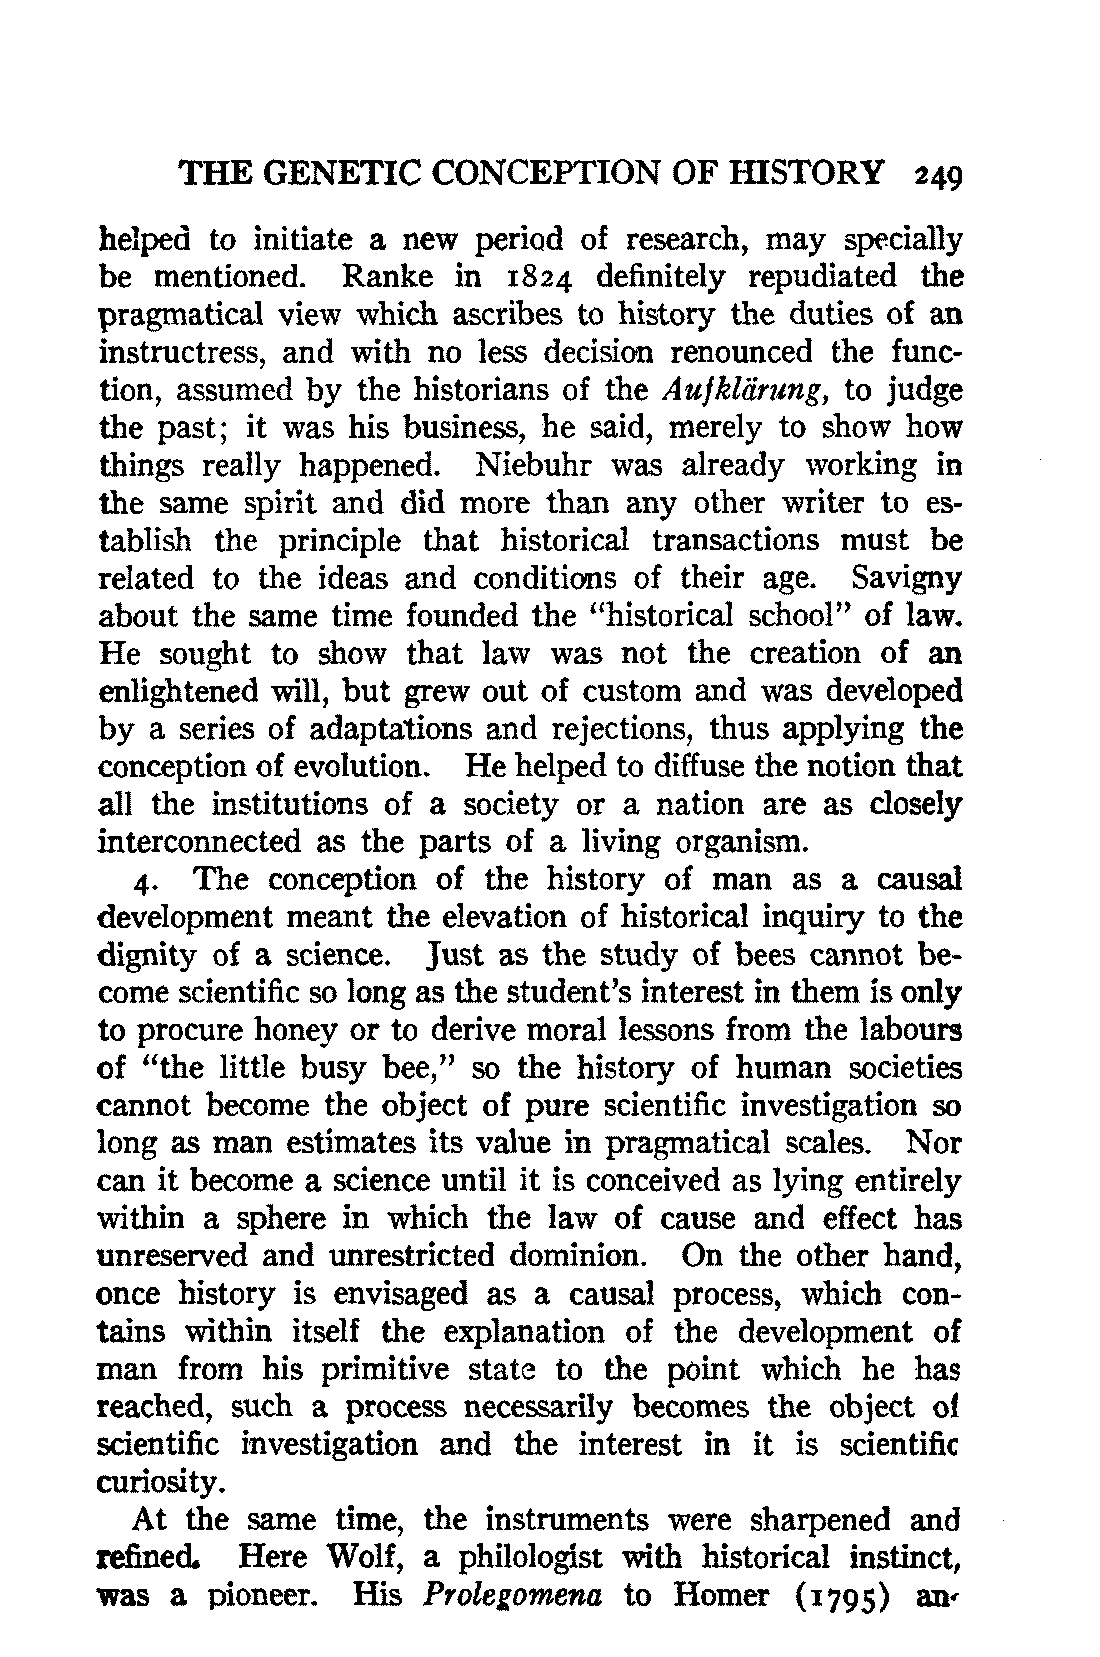 THE GENETIC CONCEPTION OF HISTORY 249
helped to initiate a new period of research, may specially
be mentioned. Ranke in 1824 definitely repudiated the
pragmatical view which ascribes to history the duties of an
instructress, and with no less decision renounced the func-
tion, assumed by the historians of the Aufklärung, to judge
the past; it was his business, he said, merely to show how
things really happened. Niebuhr was already working in
the same spirit and did more than any other writer to es-
tablish the principle that historical transactions must be
related to the ideas and conditions of their age. Savigny
about the same time founded the "historical school" of law.
He sought to show that law was not the creation of an
enlightened will, but grew out of custom and was developed
by a series of adaptations and rejections, thus applying the
conception of evolution. He helped to diffuse the notion that
all the institutions of a society or a nation are as closely
interconnected as the parts of a living organism.
4. The conception of the history of man as a causal
development meant the elevation of historical inquiry to the
dignity of a science. Just as the study of bees cannot be-
come scientific so long as the student's interest in them is only
to procure honey or to derive moral lessons from the labours
of "the little busy bee," so the history of human societies
cannot become the object of pure scientific investigation so
long as man estimates its value in pragmatical scales. Nor
can it become a science until it is conceived as lying entirely
within a sphere in which the law of cause and effect has
unreserved and unrestricted dominion. On the other hand,
once history is envisaged as a causal process, which con-
tains within itself the explanation of the development of
man from his primitive state to the point which he has
reached, such a process necessarily becomes the object of
scientific investigation and the interest in it is scientific
curiosity.
At the same time, the instruments were sharpened and
refined. Here Wolf, a philologist with historical instinct,
was a pioneer. His Prolegomena to Homer (1795)